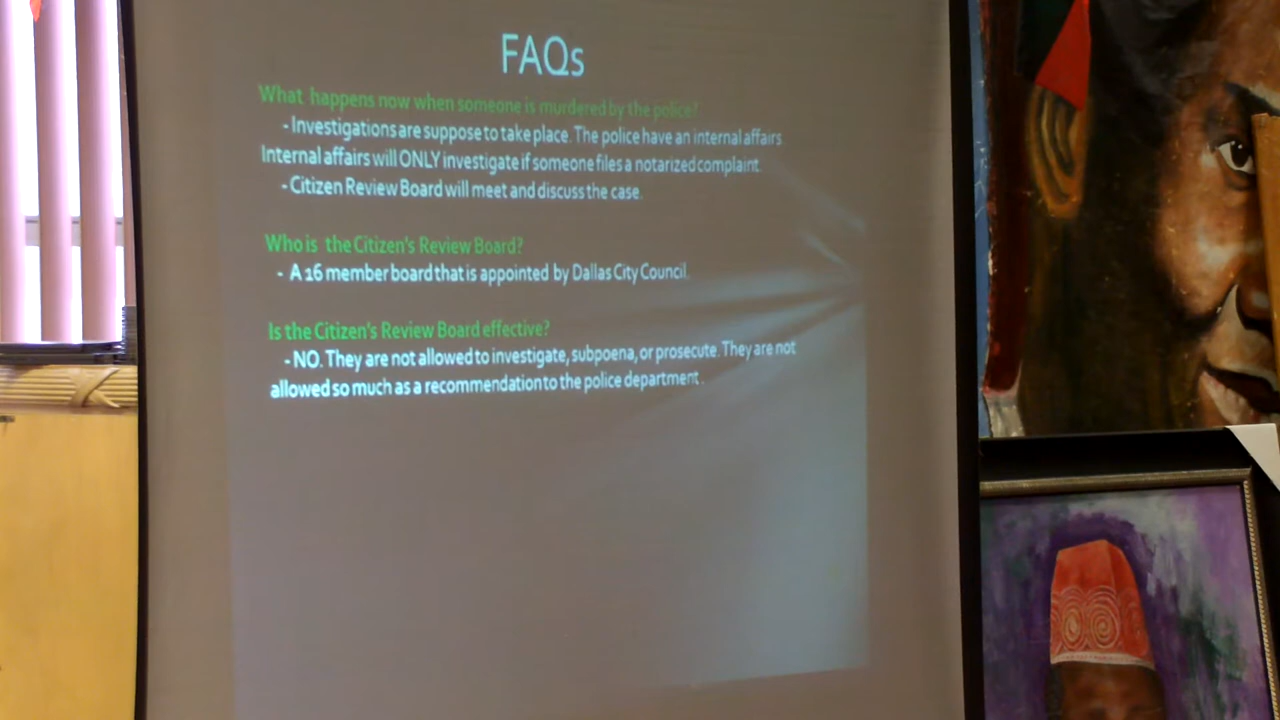 FAQs
What happens now when someone is murdered by the police?
- Investigations are suppose to take place. The police have an internal affairs.
Internal affairs will ONLY investigate if someone files a notarized complaint.
- Citizen Review Board will meet and discuss the case.
Who is the Citizen's Review Board?
- A 16 member board that is appointed by Dallas City Council.
Is the Citizen's Review Board effective?
- NO. They are not allowed to investigate, subpoena, or prosecute. They are not
allowed so much as a recommendation to the police department.